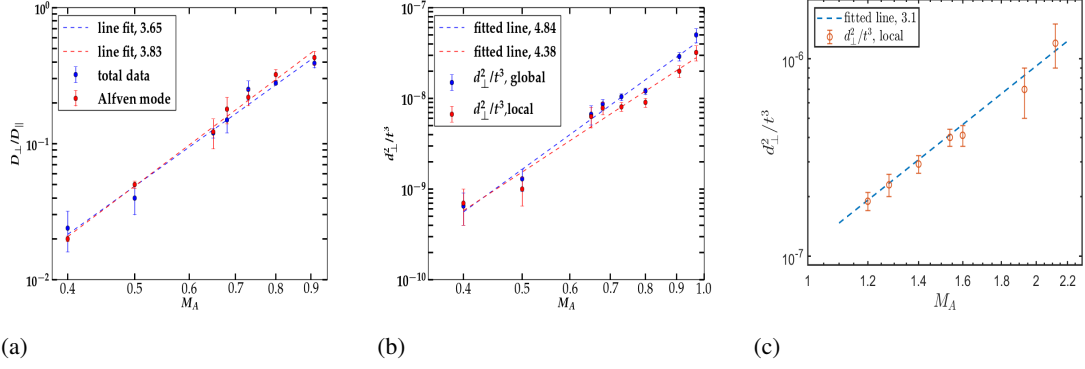 10⁰
10⁻¹
10⁻²
D⊥/D∥
line fit, 3.65
line fit, 3.83
total data
Alfven mode
0.4 0.5 0.6 0.7 0.8 0.9
M_A
(a)
10⁻⁶
10⁻⁷
10⁻⁸
10⁻⁹
10⁻¹⁰
d²⊥/t³
fitted line, 4.84
fitted line, 4.38
d²⊥/t³, global
d²⊥/t³,local
0.4 0.5 0.6 0.7 0.8 0.9 1.0
M_A
(b)
10⁻⁶
10⁻⁷
d²⊥/t³
fitted line, 3.1
d²⊥/t³, local
1 1.2 1.4 1.6 1.8 2 2.2
M_A
(c)